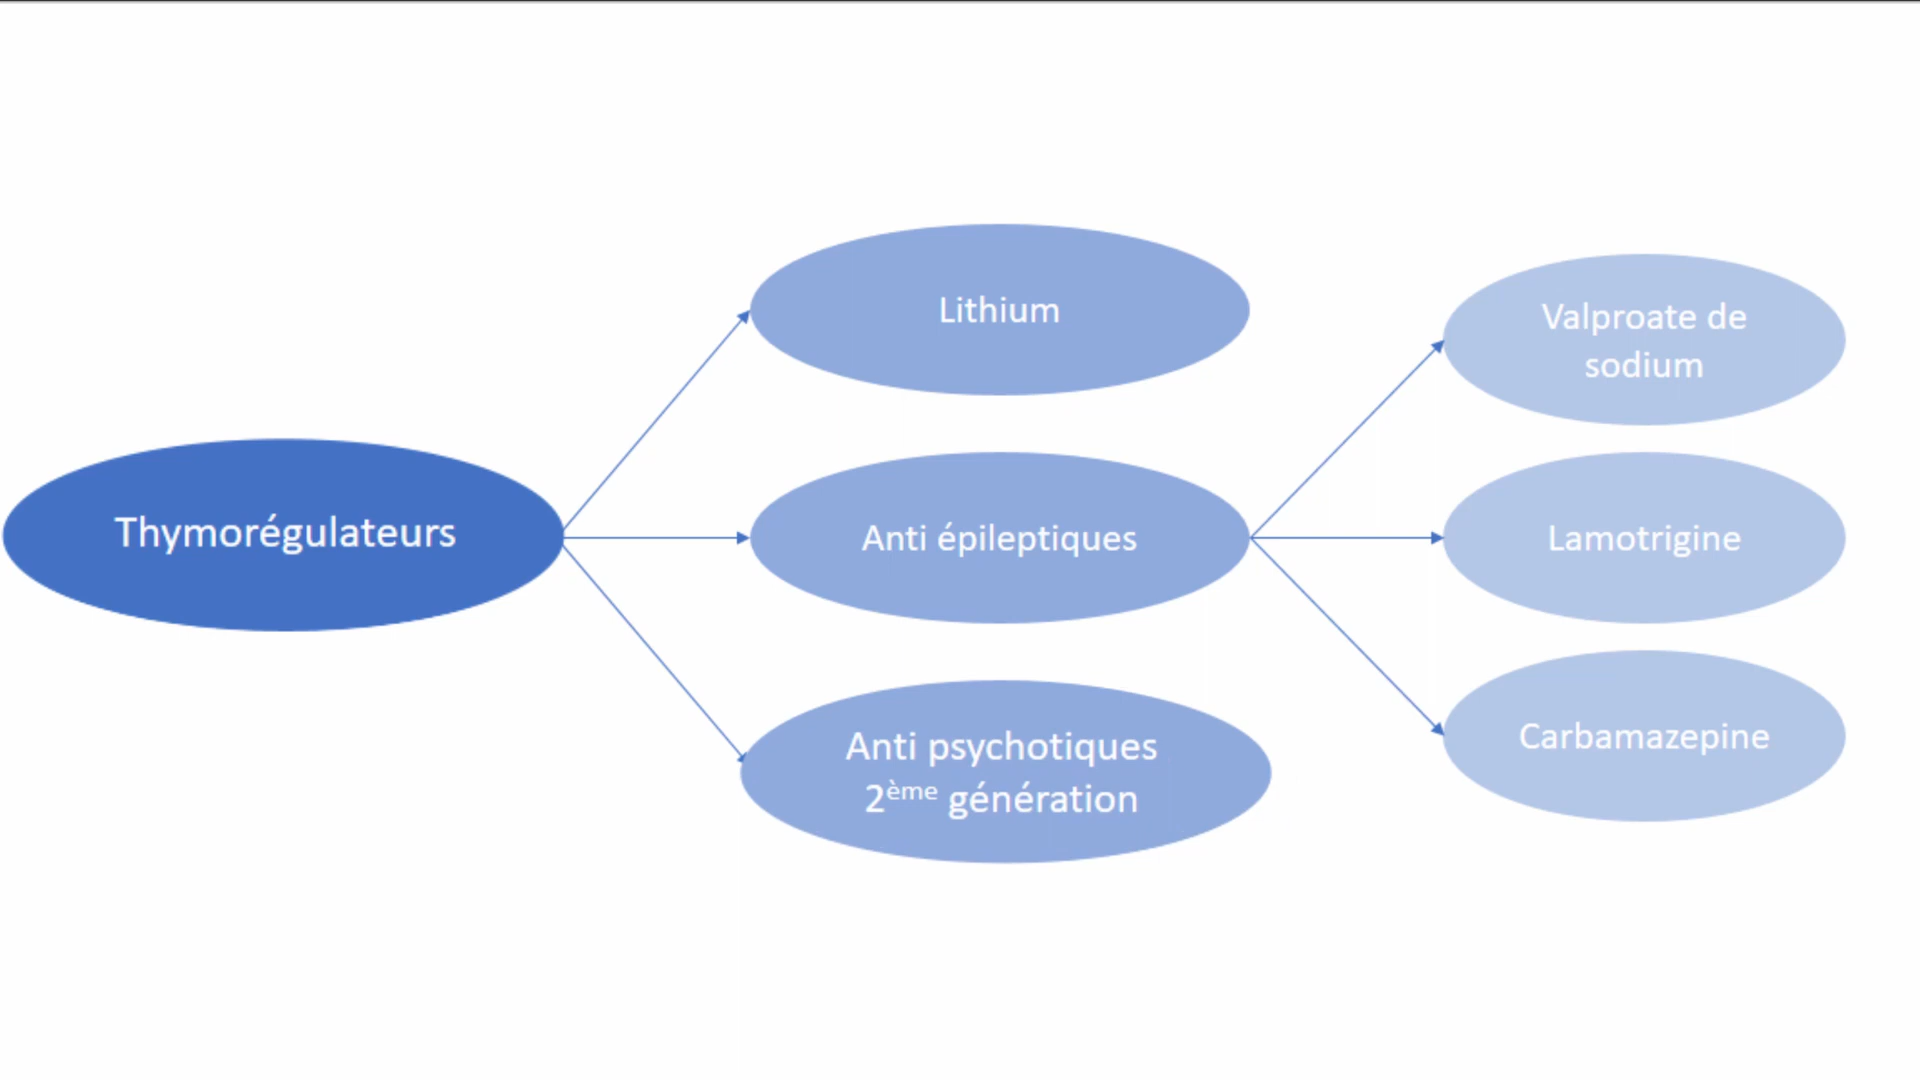 Thymorégulateurs
Lithium
Anti épileptiques
Anti psychotiques
2ème génération
Valproate de
sodium
Lamotrigine
Carbamazepine